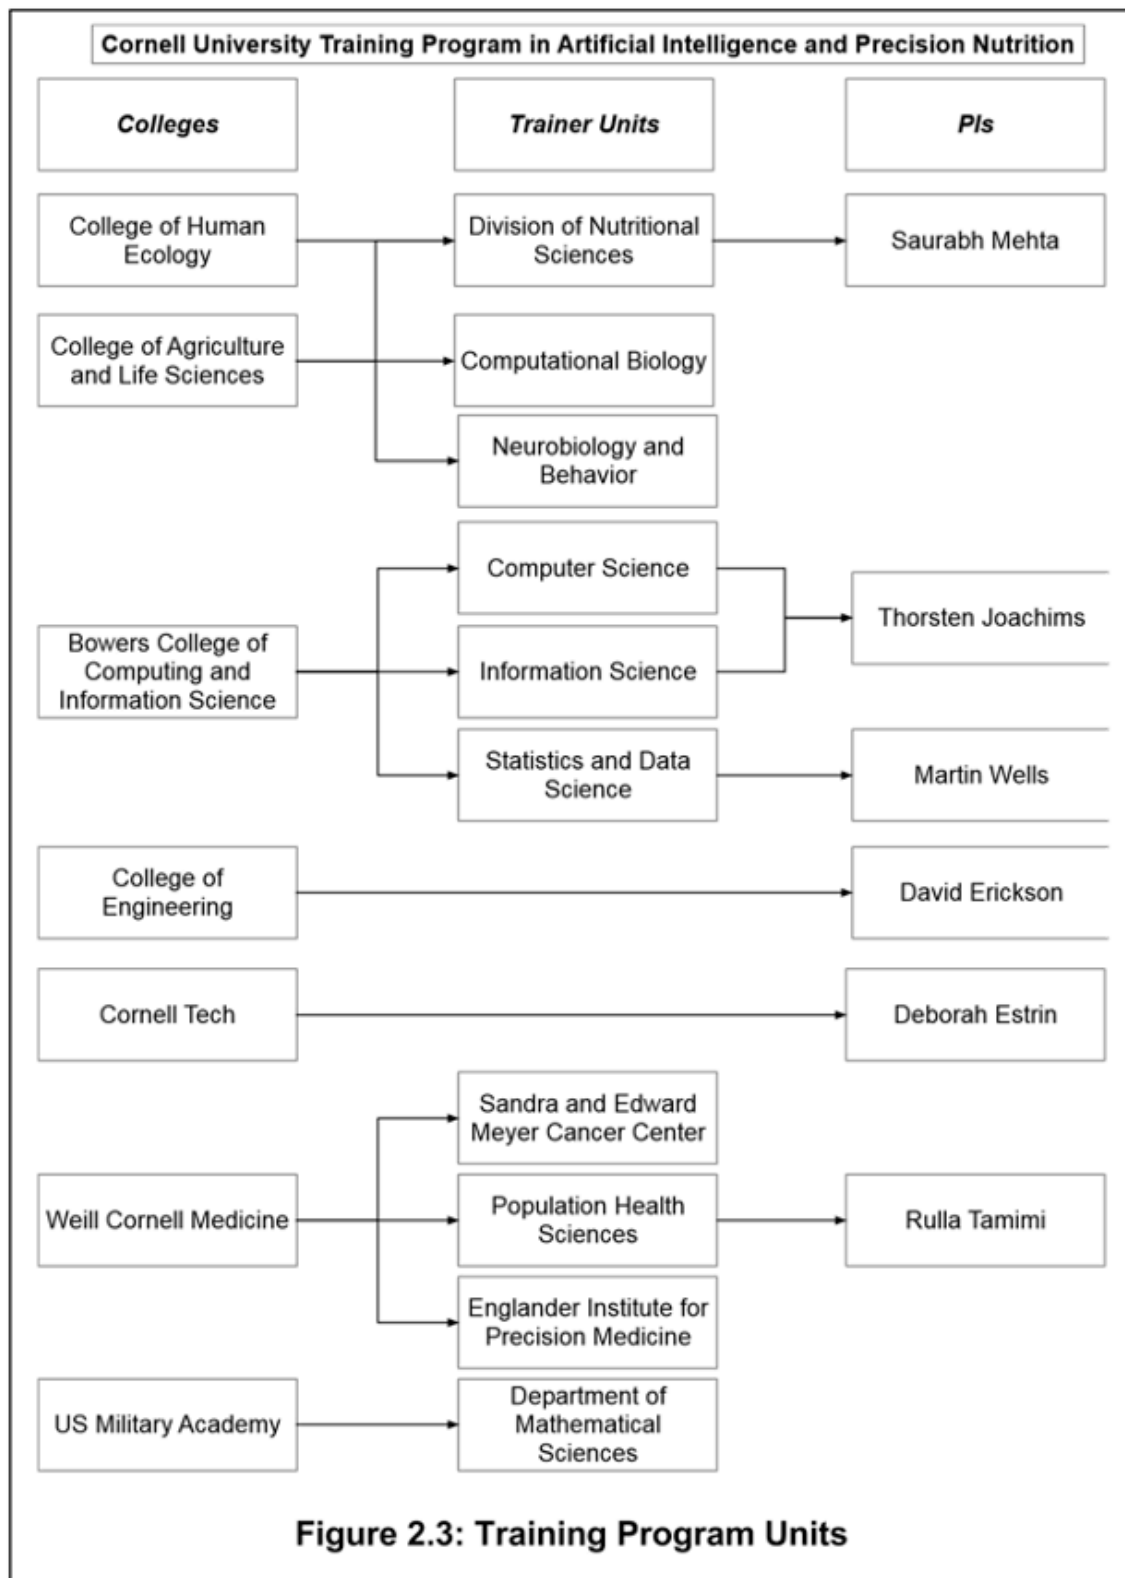 Cornell University Training Program in Artificial Intelligence and Precision Nutrition
Colleges
Trainer Units
PIs
College of Human
Ecology
Division of Nutritional
Sciences
Saurabh Mehta
College of Agriculture
and Life Sciences
Computational Biology
Neurobiology and
Behavior
Computer Science
Thorsten Joachims
Bowers College of
Computing and
Information Science
Information Science
Statistics and Data
Science
Martin Wells
College of
Engineering
David Erickson
Cornell Tech
Deborah Estrin
Sandra and Edward
Meyer Cancer Center
Weill Cornell Medicine
Population Health
Sciences
Rulla Tamimi
Englander Institute for
Precision Medicine
US Military Academy
Department of
Mathematical
Sciences
Figure 2.3: Training Program Units